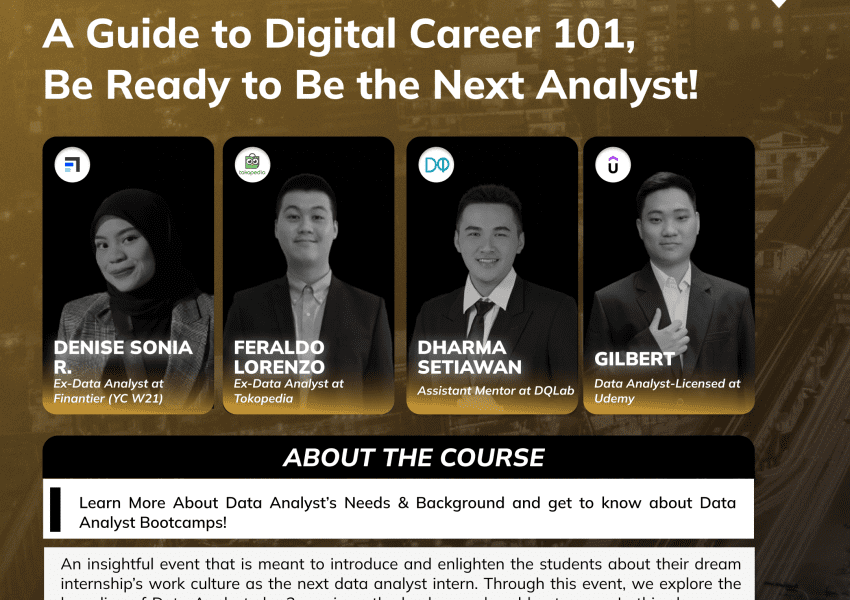 A Guide to Digital Career 101,
Be Ready to Be the Next Analyst!
tokopedia
DQ
u
DENISE SONIA
R.
Ex-Data Analyst at
Finantier (YC W21)
FERALDO
LORENZO
Ex-Data Analyst at
Tokopedia
DHARMA
SETIAWAN
Assistant Mentor at DQLab
GILBERT
Data Analyst-Licensed at
Udemy
ABOUT THE COURSE
Learn More About Data Analyst's Needs & Background and get to know about Data
Analyst Bootcamps!
An insightful event that is meant to introduce and enlighten the students about their dream
internship's work culture as the next data analyst intern. Through this event, we explore the